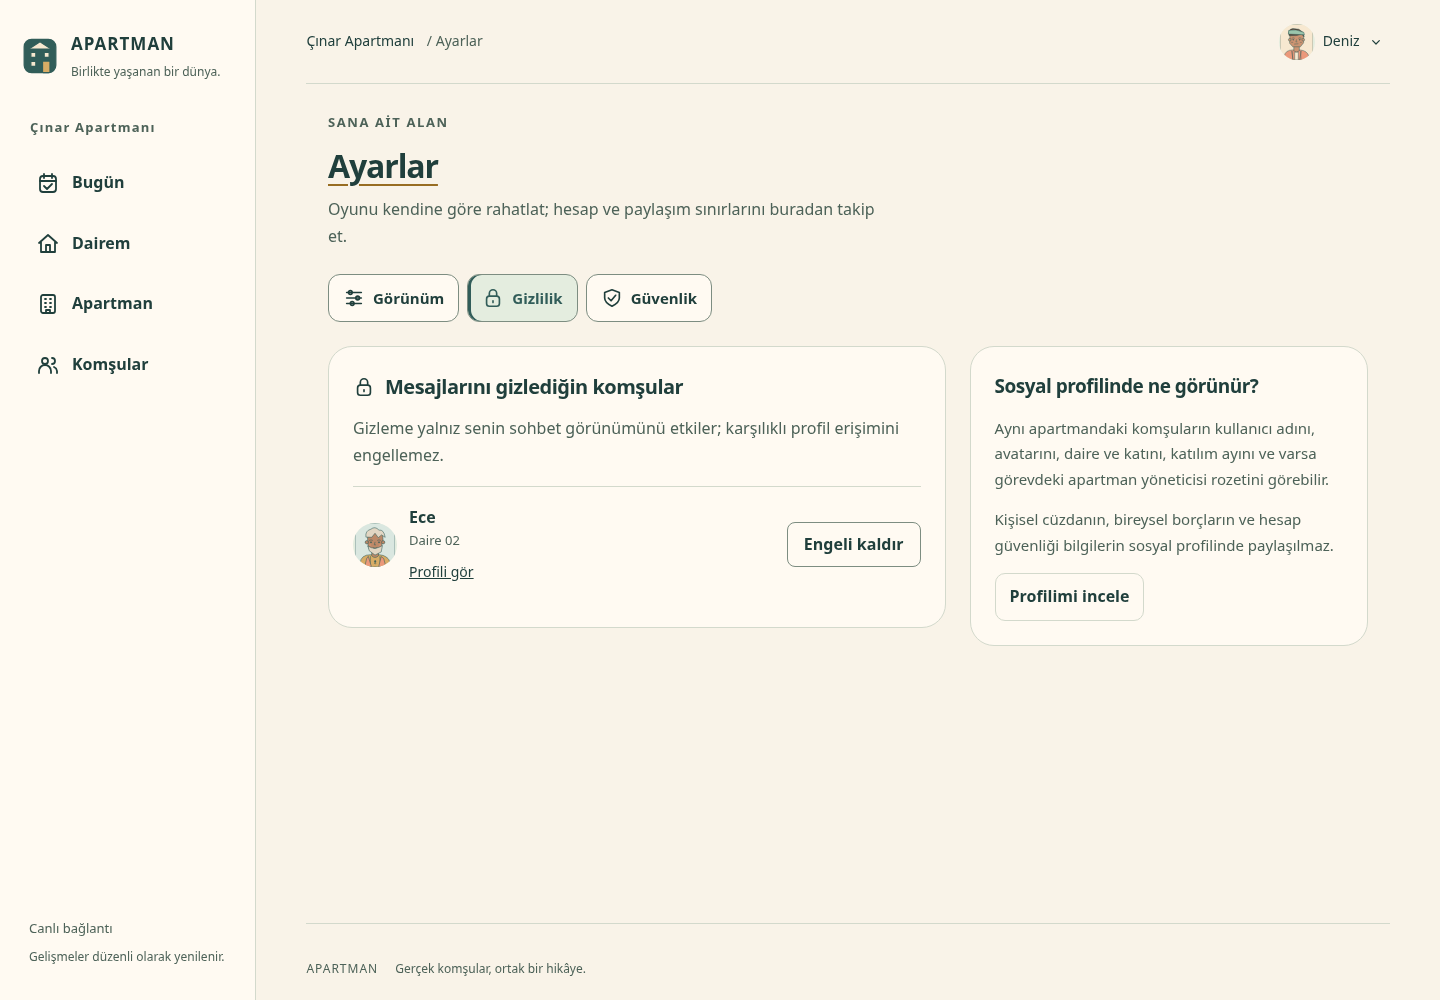 APARTMAN
Birlikte yaşanan bir dünya.
Çınar Apartmanı
Bugün
Dairem
Apartman
Komşular
Canlı bağlantı
Gelişmeler düzenli olarak yenilenir.
Çınar Apartmanı / Ayarlar
Deniz
SANA AİT ALAN
Ayarlar
Oyunu kendine göre rahatlat; hesap ve paylaşım sınırlarını buradan takip
et.
Görünüm
Gizlilik
Güvenlik
Mesajlarını gizlediğin komşular
Gizleme yalnız senin sohbet görünümünü etkiler; karşılıklı profil erişimini
engellemez.
Ece
Daire 02
Profili gör
Engeli kaldır
Sosyal profilinde ne görünür?
Aynı apartmandaki komşuların kullanıcı adını,
avatarını, daire ve katını, katılım ayını ve varsa
görevdeki apartman yöneticisi rozetini görebilir.
Kişisel cüzdanın, bireysel borçların ve hesap
güvenliği bilgilerin sosyal profilinde paylaşılmaz.
Profilimi incele
APARTMAN Gerçek komşular, ortak bir hikâye.